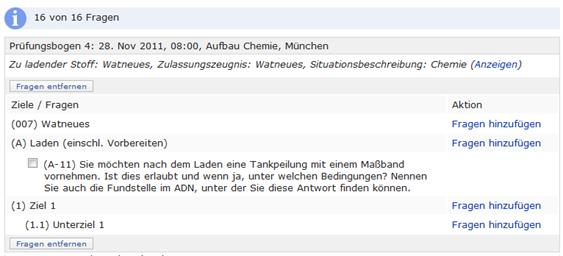 16 von 16 Fragen
Prüfungsbogen 4: 28. Nov 2011, 08:00, Aufbau Chemie, München
Zu ladender Stoff: Watneues, Zulassungszeugnis: Watneues, Situationsbeschreibung: Chemie (Anzeigen)
Fragen entfernen
Ziele / Fragen Aktion
(007) Watneues Fragen hinzufügen
(A) Laden (einschl. Vorbereiten) Fragen hinzufügen
(A-11) Sie möchten nach dem Laden eine Tankpeilung mit einem Maßband
vornehmen. Ist dies erlaubt und wenn ja, unter welchen Bedingungen? Nennen
Sie auch die Fundstelle im ADN, unter der Sie diese Antwort finden können.
(1) Ziel 1 Fragen hinzufügen
(1.1) Unterziel 1 Fragen hinzufügen
Fragen entfernen